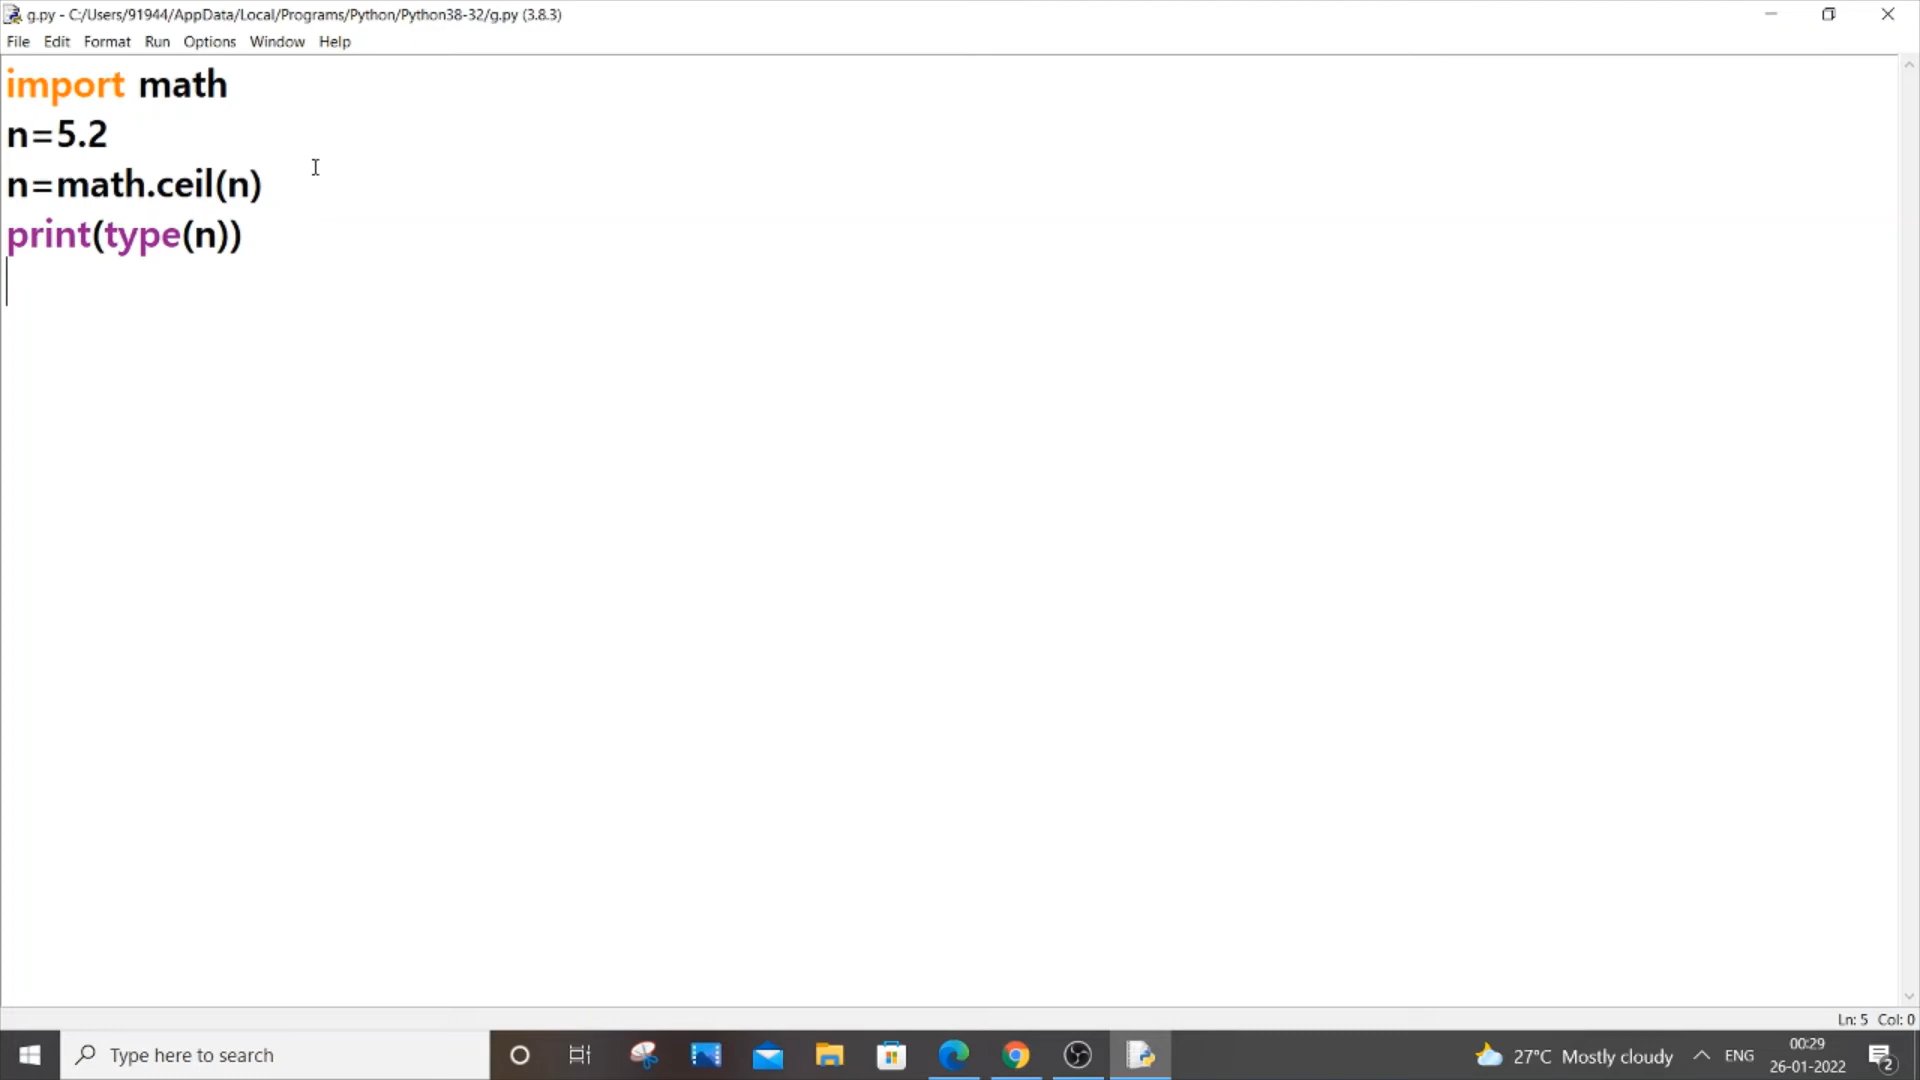 g.py - C:/Users/91944/AppData/Local/Programs/Python/Python38-32/g.py (3.8.3)
File Edit Format Run Options Window Help
import math
n=5.2
n=math.ceil(n)
print(type(n))
Ln: 5 Col: 0
Type here to search
27°C Mostly cloudy
ENG
00:29
26-01-2022
2